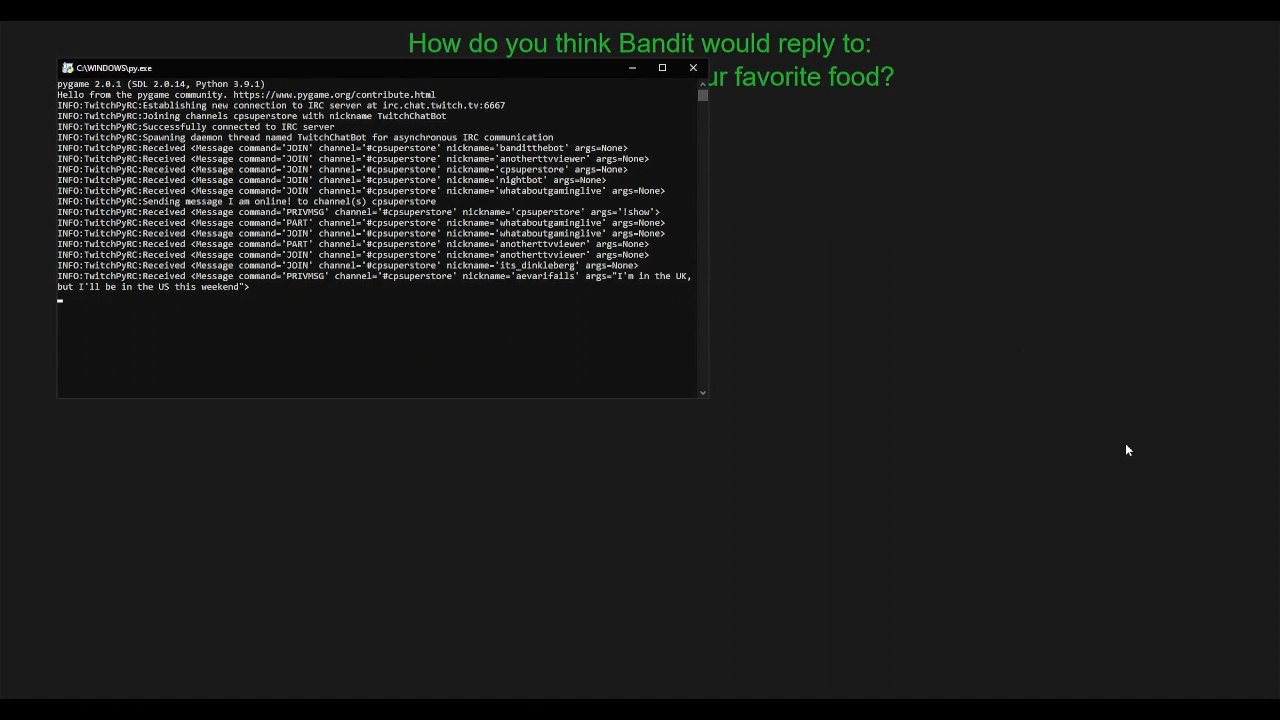 How do you think Bandit would reply to:
C:\WINDOWS\py.exe
ur favorite food?
pygame 2.0.1 (SDL 2.0.14, Python 3.9.1)
Hello from the pygame community. https://www.pygame.org/contribute.html
INFO:TwitchPyRC:Establishing new connection to IRC server at irc.chat.twitch.tv:6667
INFO:TwitchPyRC:Joining channels cpsuperstore with nickname TwitchChatBot
INFO:TwitchPyRC:Successfully connected to IRC server
INFO:TwitchPyRC:Spawning daemon thread named TwitchChatBot for asynchronous IRC communication
INFO:TwitchPyRC:Received <Message command='JOIN' channel='#cpsuperstore' nickname='banditthebot' args=None>
INFO:TwitchPyRC:Received <Message command='JOIN' channel='#cpsuperstore' nickname='anotherttvviewer' args=None>
INFO:TwitchPyRC:Received <Message command='JOIN' channel='#cpsuperstore' nickname='cpsuperstore' args=None>
INFO:TwitchPyRC:Received <Message command='JOIN' channel='#cpsuperstore' nickname='nightbot' args=None>
INFO:TwitchPyRC:Received <Message command='JOIN' channel='#cpsuperstore' nickname='whataboutgaminglive' args=None>
INFO:TwitchPyRC:Sending message I am online! to channel(s) cpsuperstore
INFO:TwitchPyRC:Received <Message command='PRIVMSG' channel='#cpsuperstore' nickname='cpsuperstore' args='!show'>
INFO:TwitchPyRC:Received <Message command='PART' channel='#cpsuperstore' nickname='whataboutgaminglive' args=None>
INFO:TwitchPyRC:Received <Message command='JOIN' channel='#cpsuperstore' nickname='whataboutgaminglive' args=None>
INFO:TwitchPyRC:Received <Message command='PART' channel='#cpsuperstore' nickname='anotherttvviewer' args=None>
INFO:TwitchPyRC:Received <Message command='JOIN' channel='#cpsuperstore' nickname='anotherttvviewer' args=None>
INFO:TwitchPyRC:Received <Message command='JOIN' channel='#cpsuperstore' nickname='its_dinkleberg' args=None>
INFO:TwitchPyRC:Received <Message command='PRIVMSG' channel='#cpsuperstore' nickname='aevarifails' args="I'm in the UK,
but I'll be in the US this weekend">